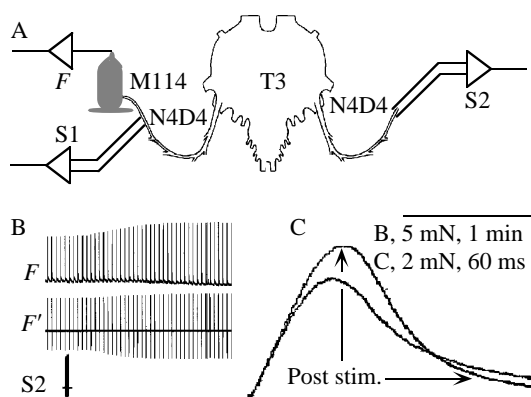 A
F
M114
T3
N4D4
N4D4
S2
S1
B
F
F′
S2
C
B, 5 mN, 1 min
C, 2 mN, 60 ms
Post stim.